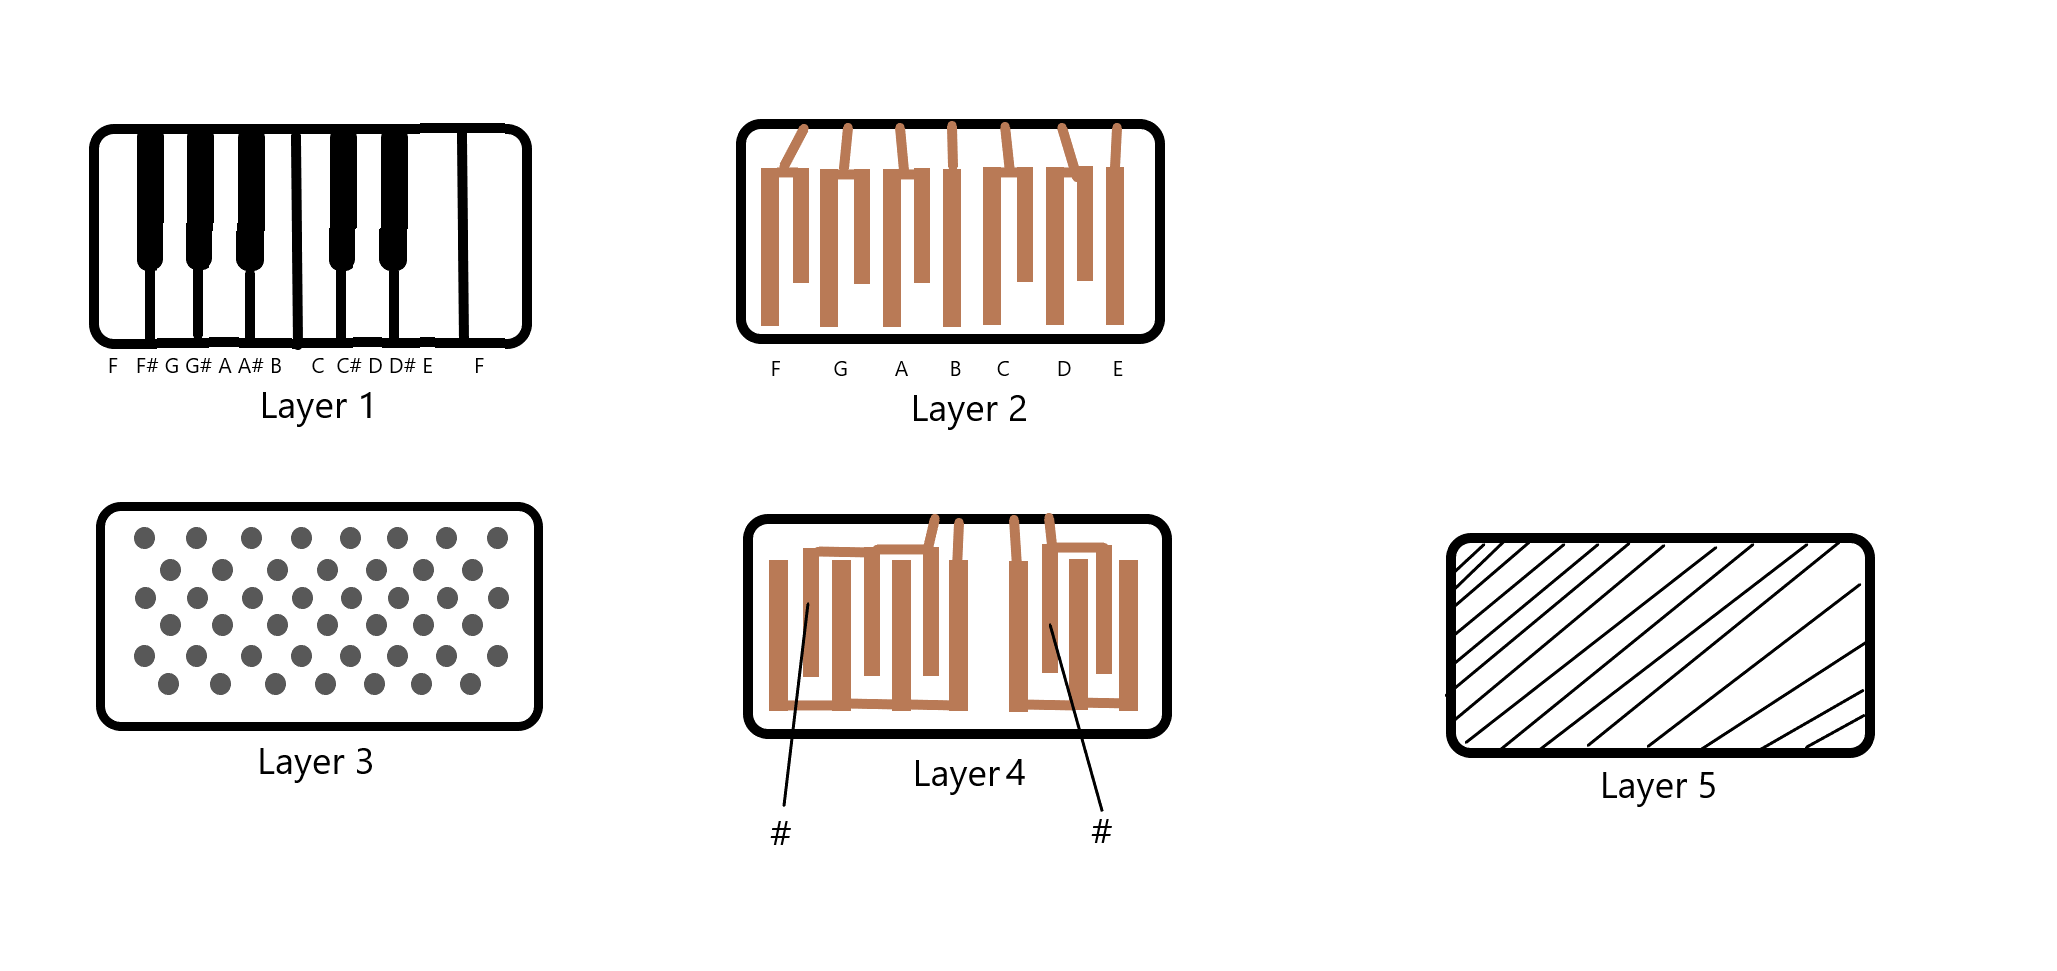 F F# G G# A A# B C C# D D# E F
Layer 1
F G A B C D E
Layer 2
Layer 3
Layer 4
# #
Layer 5